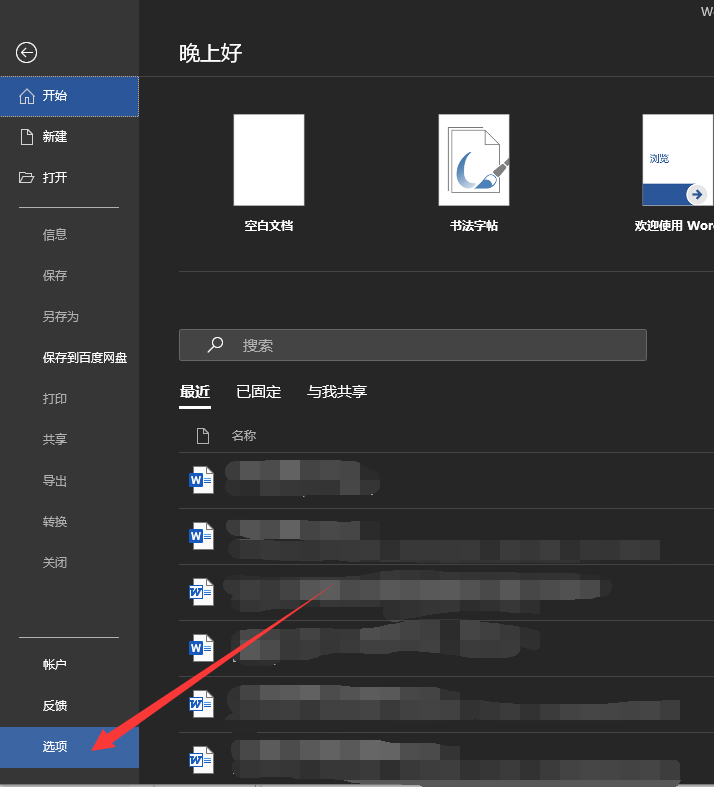 W
晚上好
开始
新建
打开
信息
保存
另存为
保存到百度网盘
打印
共享
导出
转换
关闭
帐户
反馈
选项
浏览
空白文档
书法字帖
欢迎使用 Wor
搜索
最近 已固定 与我共享
名称